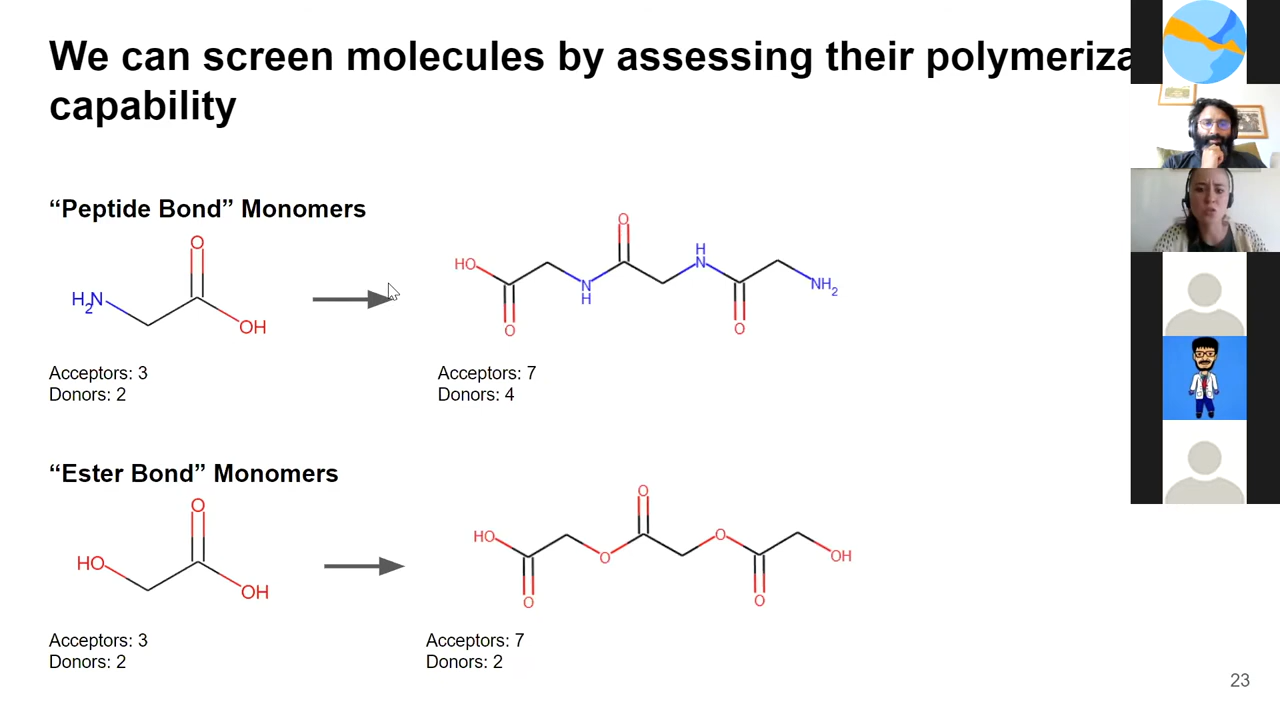 We can screen molecules by assessing their polymeriza
capability
“Peptide Bond” Monomers
O
H2N
OH
Acceptors: 3
Donors: 2
O
HO
H
N
N
H
NH2
O
O
Acceptors: 7
Donors: 4
“Ester Bond” Monomers
O
HO
OH
Acceptors: 3
Donors: 2
O
HO
O
O
OH
O
O
Acceptors: 7
Donors: 2
23